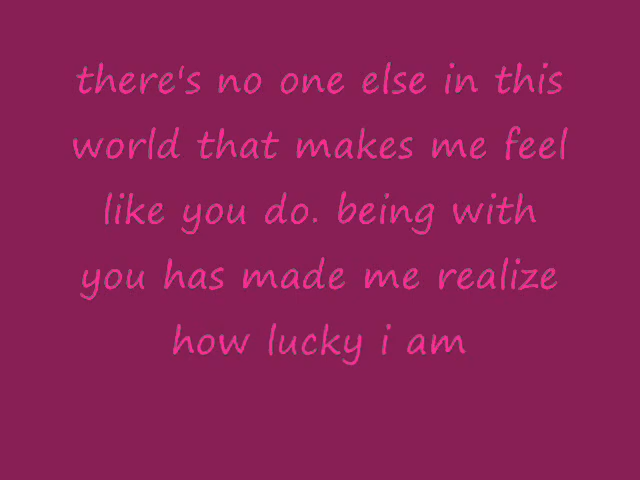 there's no one else in this
world that makes me feel
like you do. being with
you has made me realize
how lucky i am